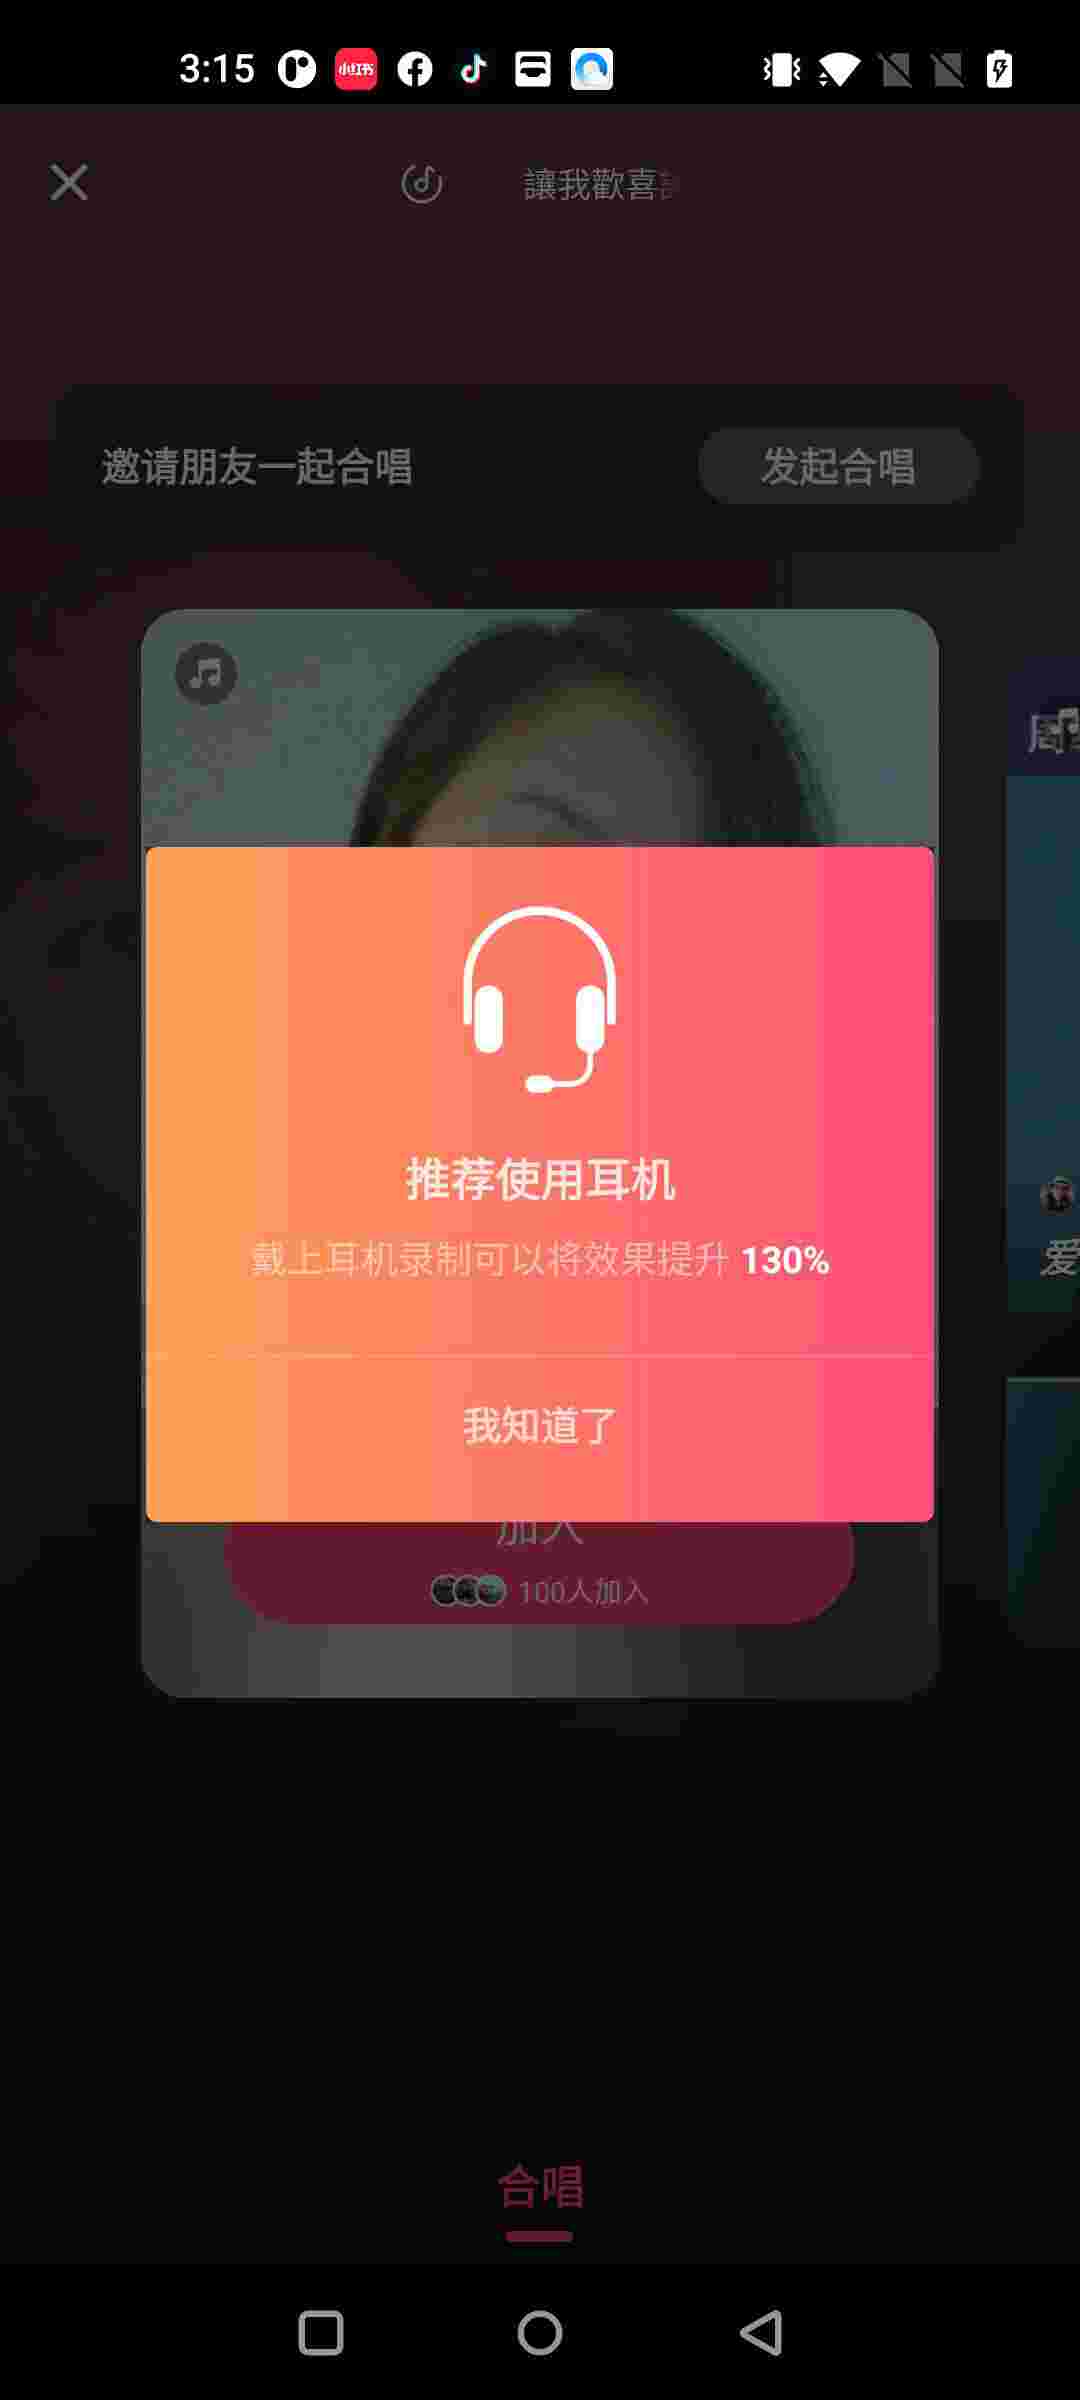 3:15
小红书
讓我歡喜
邀请朋友一起合唱
发起合唱
周
爱
推荐使用耳机
戴上耳机录制可以将效果提升 130%
我知道了
加入
100人加入
合唱